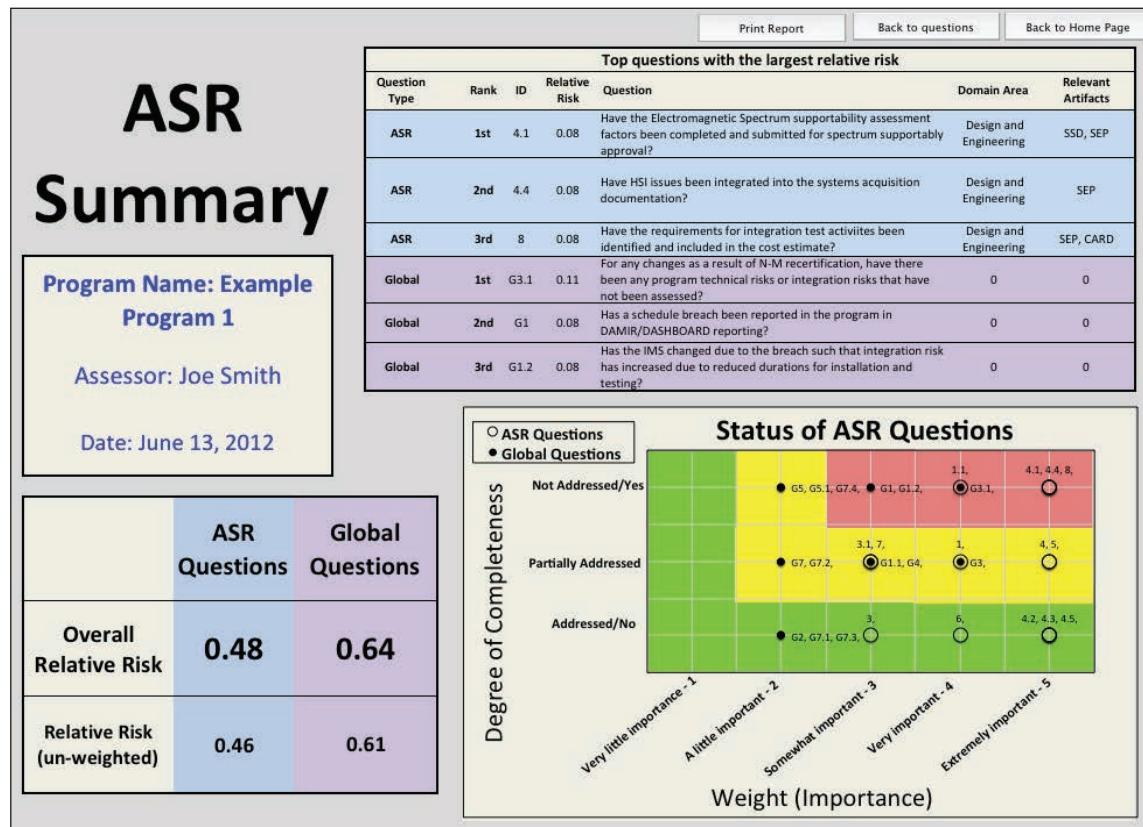 Print Report
Back to questions
Back to Home Page
ASR
Summary
Program Name: Example
Program 1
Assessor: Joe Smith
Date: June 13, 2012
Top questions with the largest relative risk
Question Type Rank ID Relative Risk Question Domain Area Relevant Artifacts
ASR 1st 4.1 0.08 Have the Electromagnetic Spectrum supportability assessment
factors been completed and submitted for spectrum supportably
approval? Design and Engineering SSD, SEP
ASR 2nd 4.4 0.08 Have HSI issues been integrated into the systems acquisition
documentation? Design and Engineering SEP
ASR 3rd 8 0.08 Have the requirements for integration test activiites been
identified and included in the cost estimate? Design and Engineering SEP, CARD
Global 1st G3.1 0.11 For any changes as a result of N-M recertification, have there
been any program technical risks or integration risks that have
not been assessed? 0 0
Global 2nd G1 0.08 Has a schedule breach been reported in the program in
DAMIR/DASHBOARD reporting? 0 0
Global 3rd G1.2 0.08 Has the IMS changed due to the breach such that integration risk
has increased due to reduced durations for installation and
testing? 0 0
ASR Questions Global Questions
Overall Relative Risk 0.48 0.64
Relative Risk (un-weighted) 0.46 0.61
ASR Questions
Global Questions
Status of ASR Questions
Degree of Completeness
Not Addressed/Yes
G5, G5.1, G7.4, G1, G1.2, 1.1, G3.1, 4.1, 4.4, 8,
Partially Addressed
G7, G7.2, 3.1, 7, G1.1, G4, 1, G3, 4, 5,
Addressed/No
G2, G7.1, G7.3, 3, 6, 4.2, 4.3, 4.5,
Very little importance - 1
A little important - 2
Somewhat important - 3
Very important - 4
Extremely important - 5
Weight (Importance)